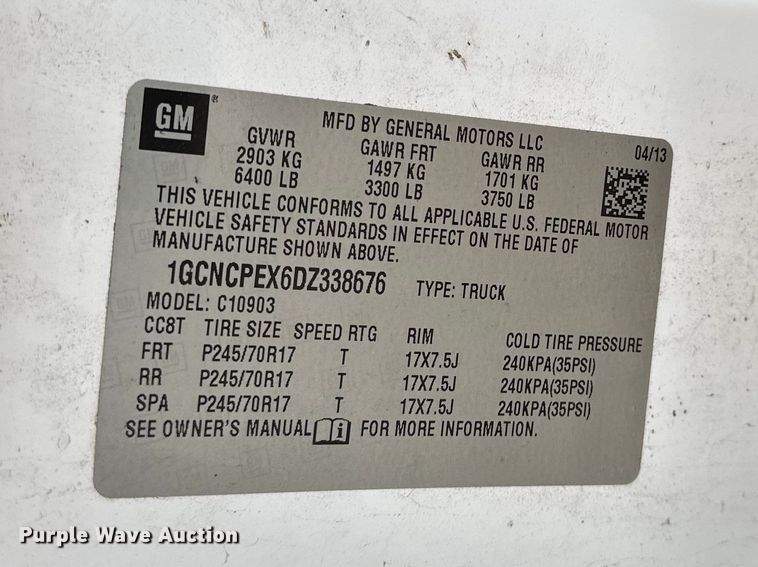 GM
MFD BY GENERAL MOTORS LLC 04/13
GVWR GAWR FRT GAWR RR
2903 KG 1497 KG 1701 KG
6400 LB 3300 LB 3750 LB
THIS VEHICLE CONFORMS TO ALL APPLICABLE U.S. FEDERAL MOTOR
VEHICLE SAFETY STANDARDS IN EFFECT ON THE DATE OF
MANUFACTURE SHOWN ABOVE.
1GCNCPEX6DZ338676 TYPE: TRUCK
MODEL: C10903
CC8T TIRE SIZE SPEED RTG RIM COLD TIRE PRESSURE
FRT P245/70R17 T 17X7.5J 240KPA(35PSI)
RR P245/70R17 T 17X7.5J 240KPA(35PSI)
SPA P245/70R17 T 17X7.5J 240KPA(35PSI)
SEE OWNER'S MANUAL i FOR MORE INFORMATION.
Purple Wave Auction